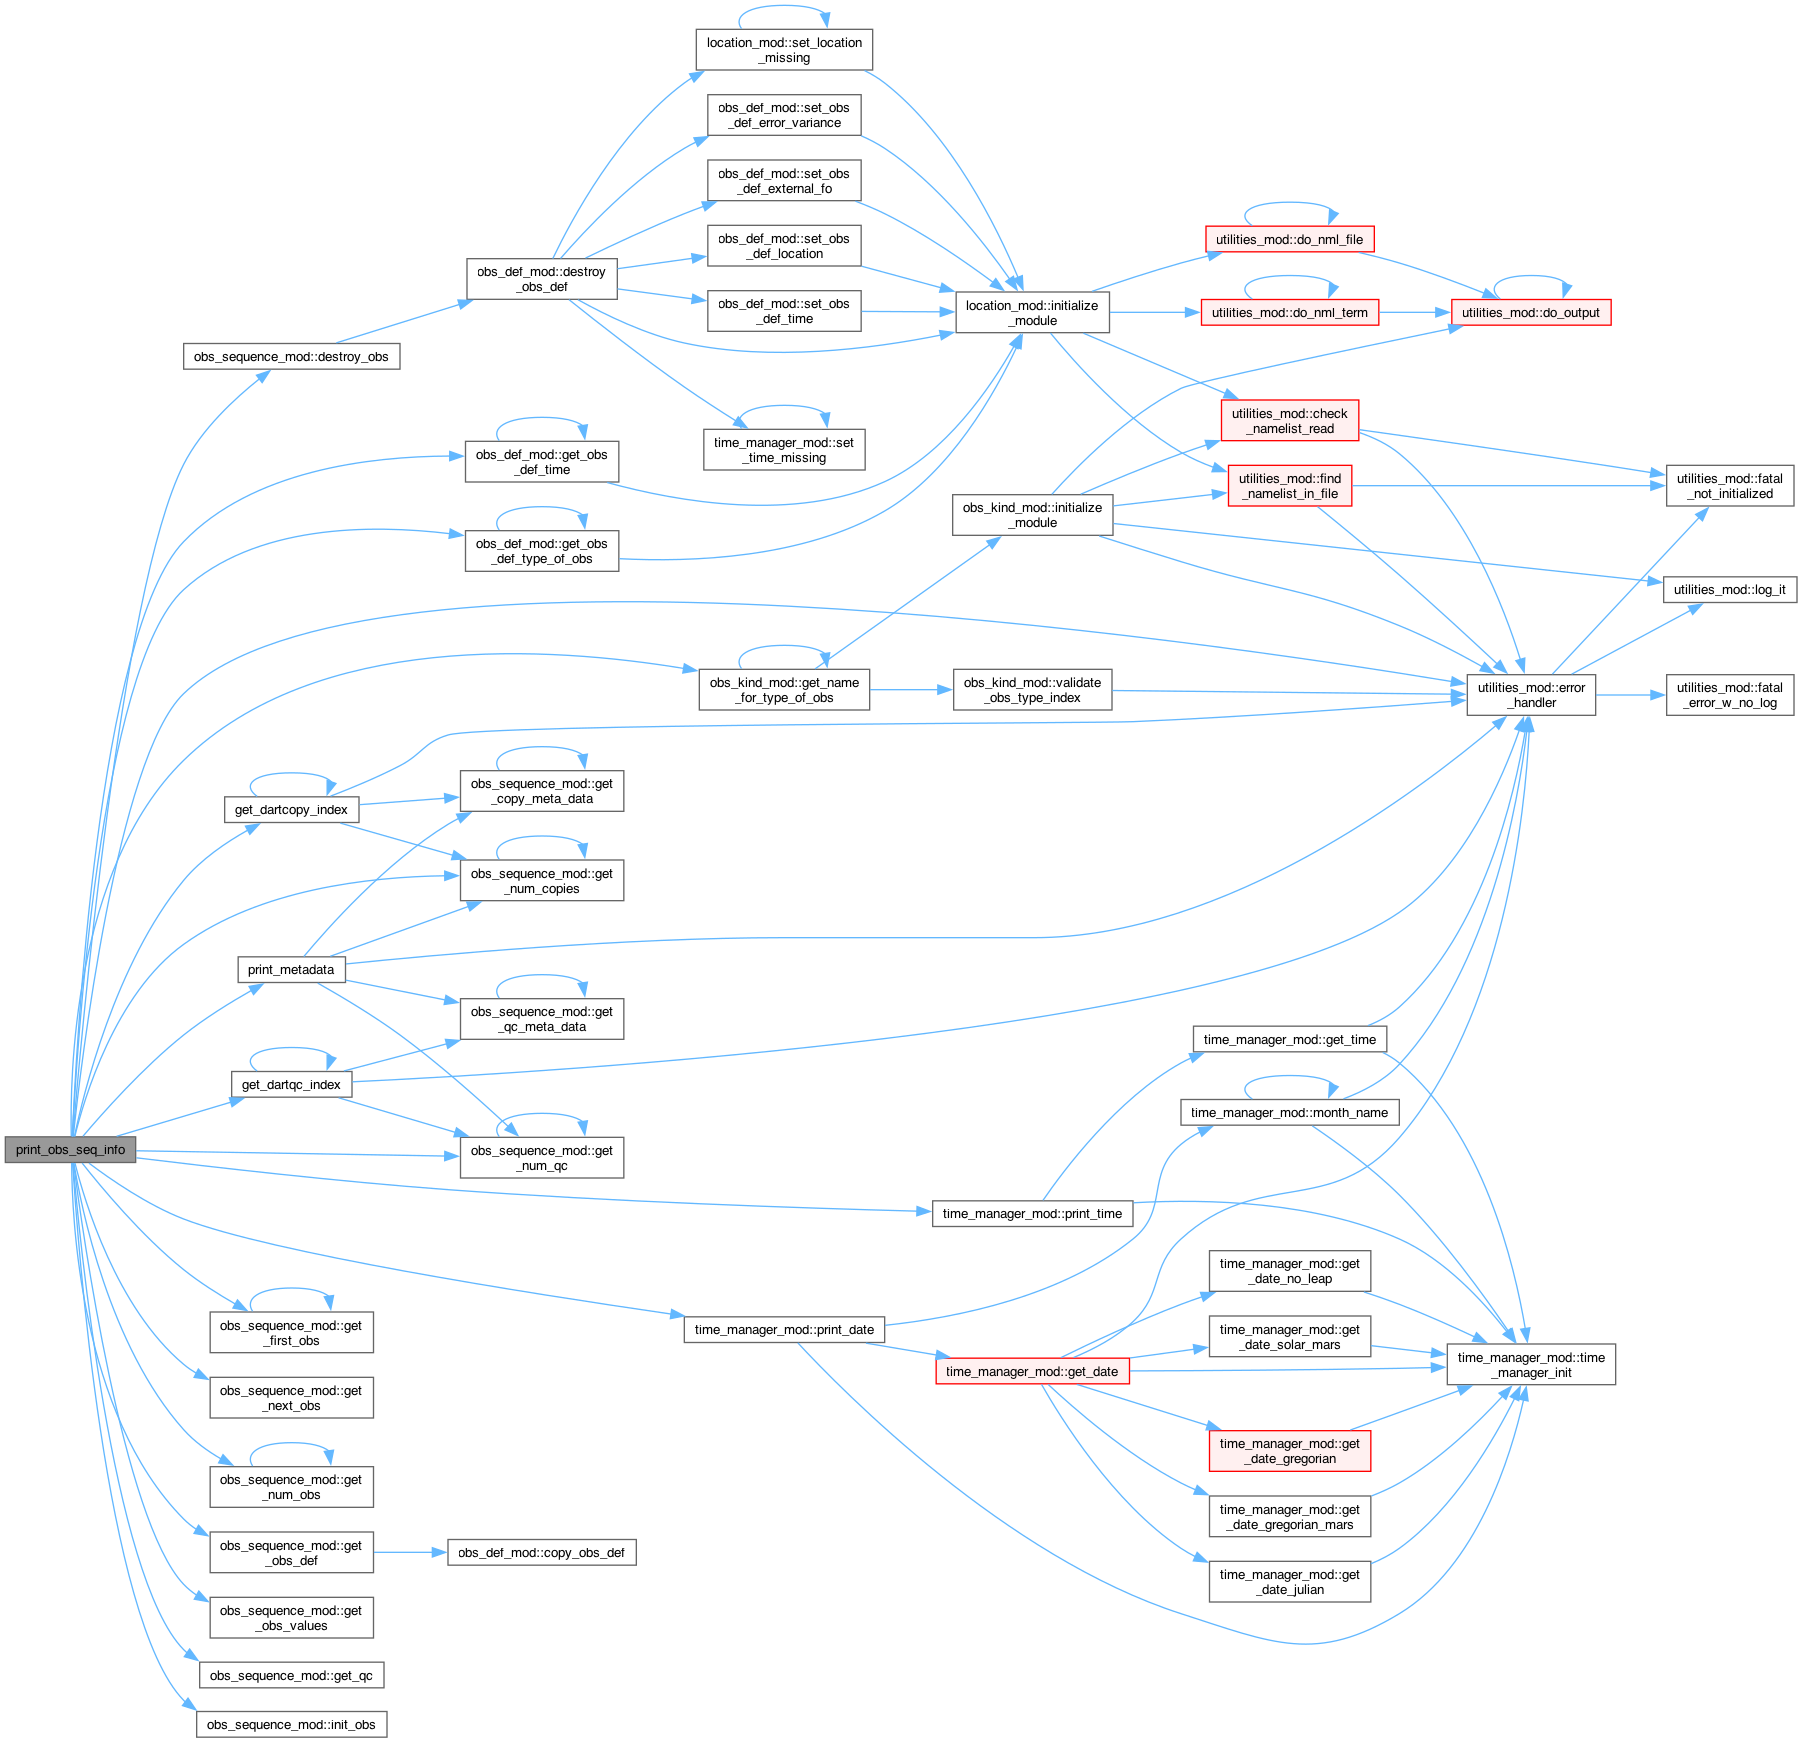 location_mod::set_location
_missing
obs_def_mod::set_obs
_def_error_variance
obs_def_mod::set_obs
_def_external_fo
obs_def_mod::set_obs
_def_location
obs_def_mod::set_obs
_def_time
obs_def_mod::destroy
_obs_def
location_mod::initialize
_module
utilities_mod::do_nml_file
utilities_mod::do_nml_term
utilities_mod::do_output
obs_sequence_mod::destroy_obs
utilities_mod::check
_namelist_read
time_manager_mod::set
_time_missing
obs_def_mod::get_obs
_def_time
utilities_mod::find
_namelist_in_file
utilities_mod::fatal
_not_initialized
obs_kind_mod::initialize
_module
obs_def_mod::get_obs
_def_type_of_obs
utilities_mod::log_it
obs_kind_mod::get_name
_for_type_of_obs
obs_kind_mod::validate
_obs_type_index
utilities_mod::error
_handler
utilities_mod::fatal
_error_w_no_log
get_dartcopy_index
obs_sequence_mod::get
_copy_meta_data
obs_sequence_mod::get
_num_copies
print_metadata
obs_sequence_mod::get
_qc_meta_data
get_dartqc_index
time_manager_mod::get_time
time_manager_mod::month_name
print_obs_seq_info
obs_sequence_mod::get
_num_qc
time_manager_mod::print_time
time_manager_mod::get
_date_no_leap
time_manager_mod::print_date
time_manager_mod::get
_date_solar_mars
obs_sequence_mod::get
_first_obs
time_manager_mod::get_date
time_manager_mod::time
_manager_init
obs_sequence_mod::get
_next_obs
time_manager_mod::get
_date_gregorian
obs_sequence_mod::get
_num_obs
time_manager_mod::get
_date_gregorian_mars
obs_sequence_mod::get
_obs_def
obs_def_mod::copy_obs_def
time_manager_mod::get
_date_julian
obs_sequence_mod::get
_obs_values
obs_sequence_mod::get_qc
obs_sequence_mod::init_obs